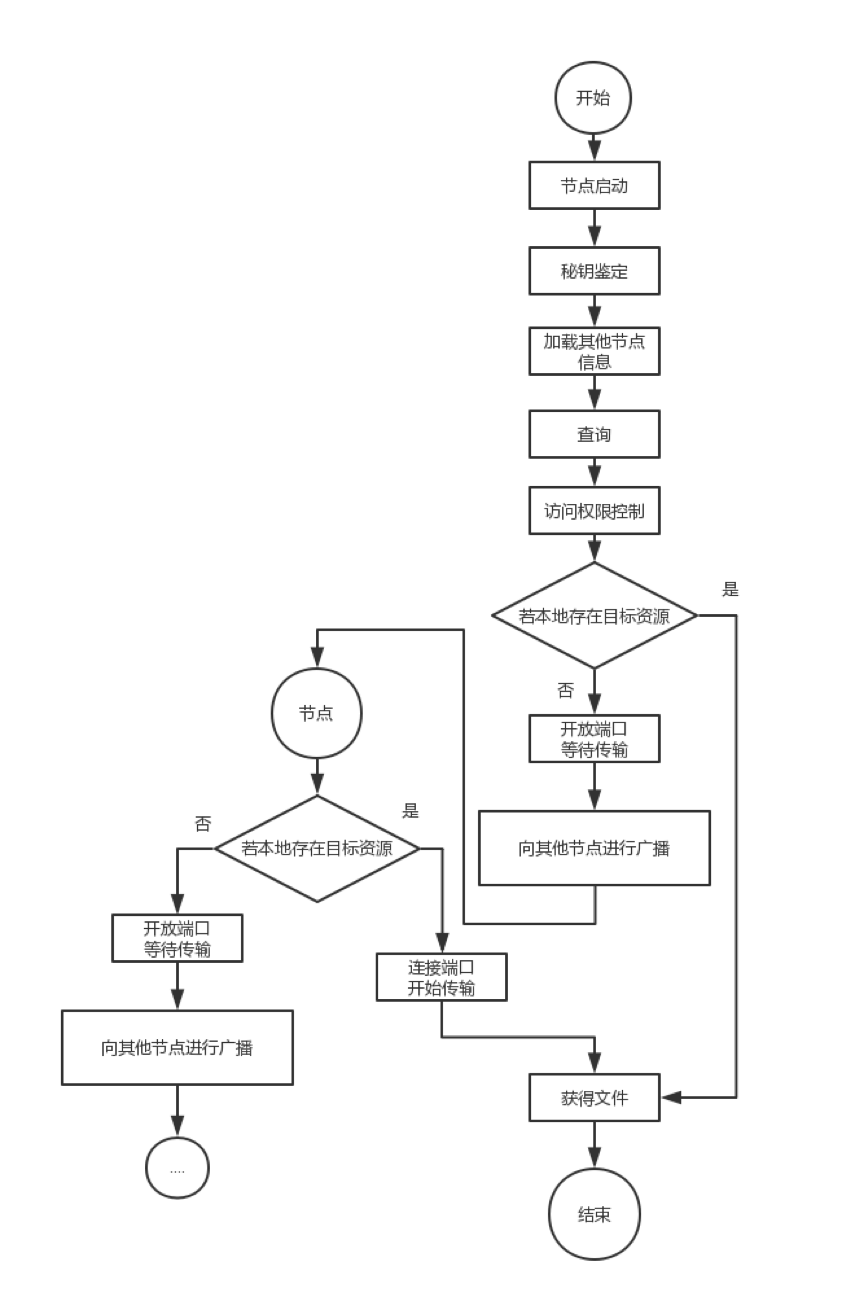 开始
节点启动
秘钥鉴定
加载其他节点
信息
查询
访问权限控制
若本地存在目标资源
是
否
开放端口
等待传输
向其他节点进行广播
节点
若本地存在目标资源
否
是
开放端口
等待传输
向其他节点进行广播
....
连接端口
开始传输
获得文件
结束